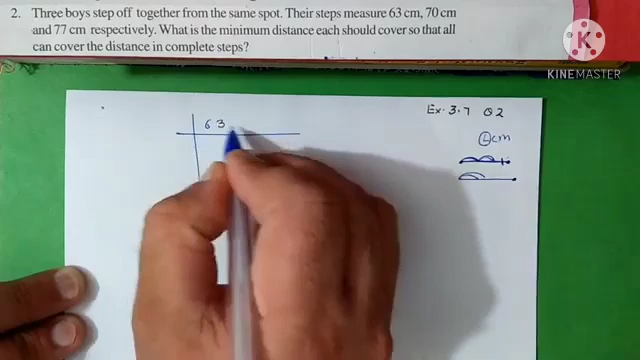 2. Three boys step off together from the same spot. Their steps measure 63 cm, 70 cm
and 77 cm respectively. What is the minimum distance each should cover so that all
can cover the distance in complete steps?
KINEMASTER
Ex. 3.7 Q2
LCM
63